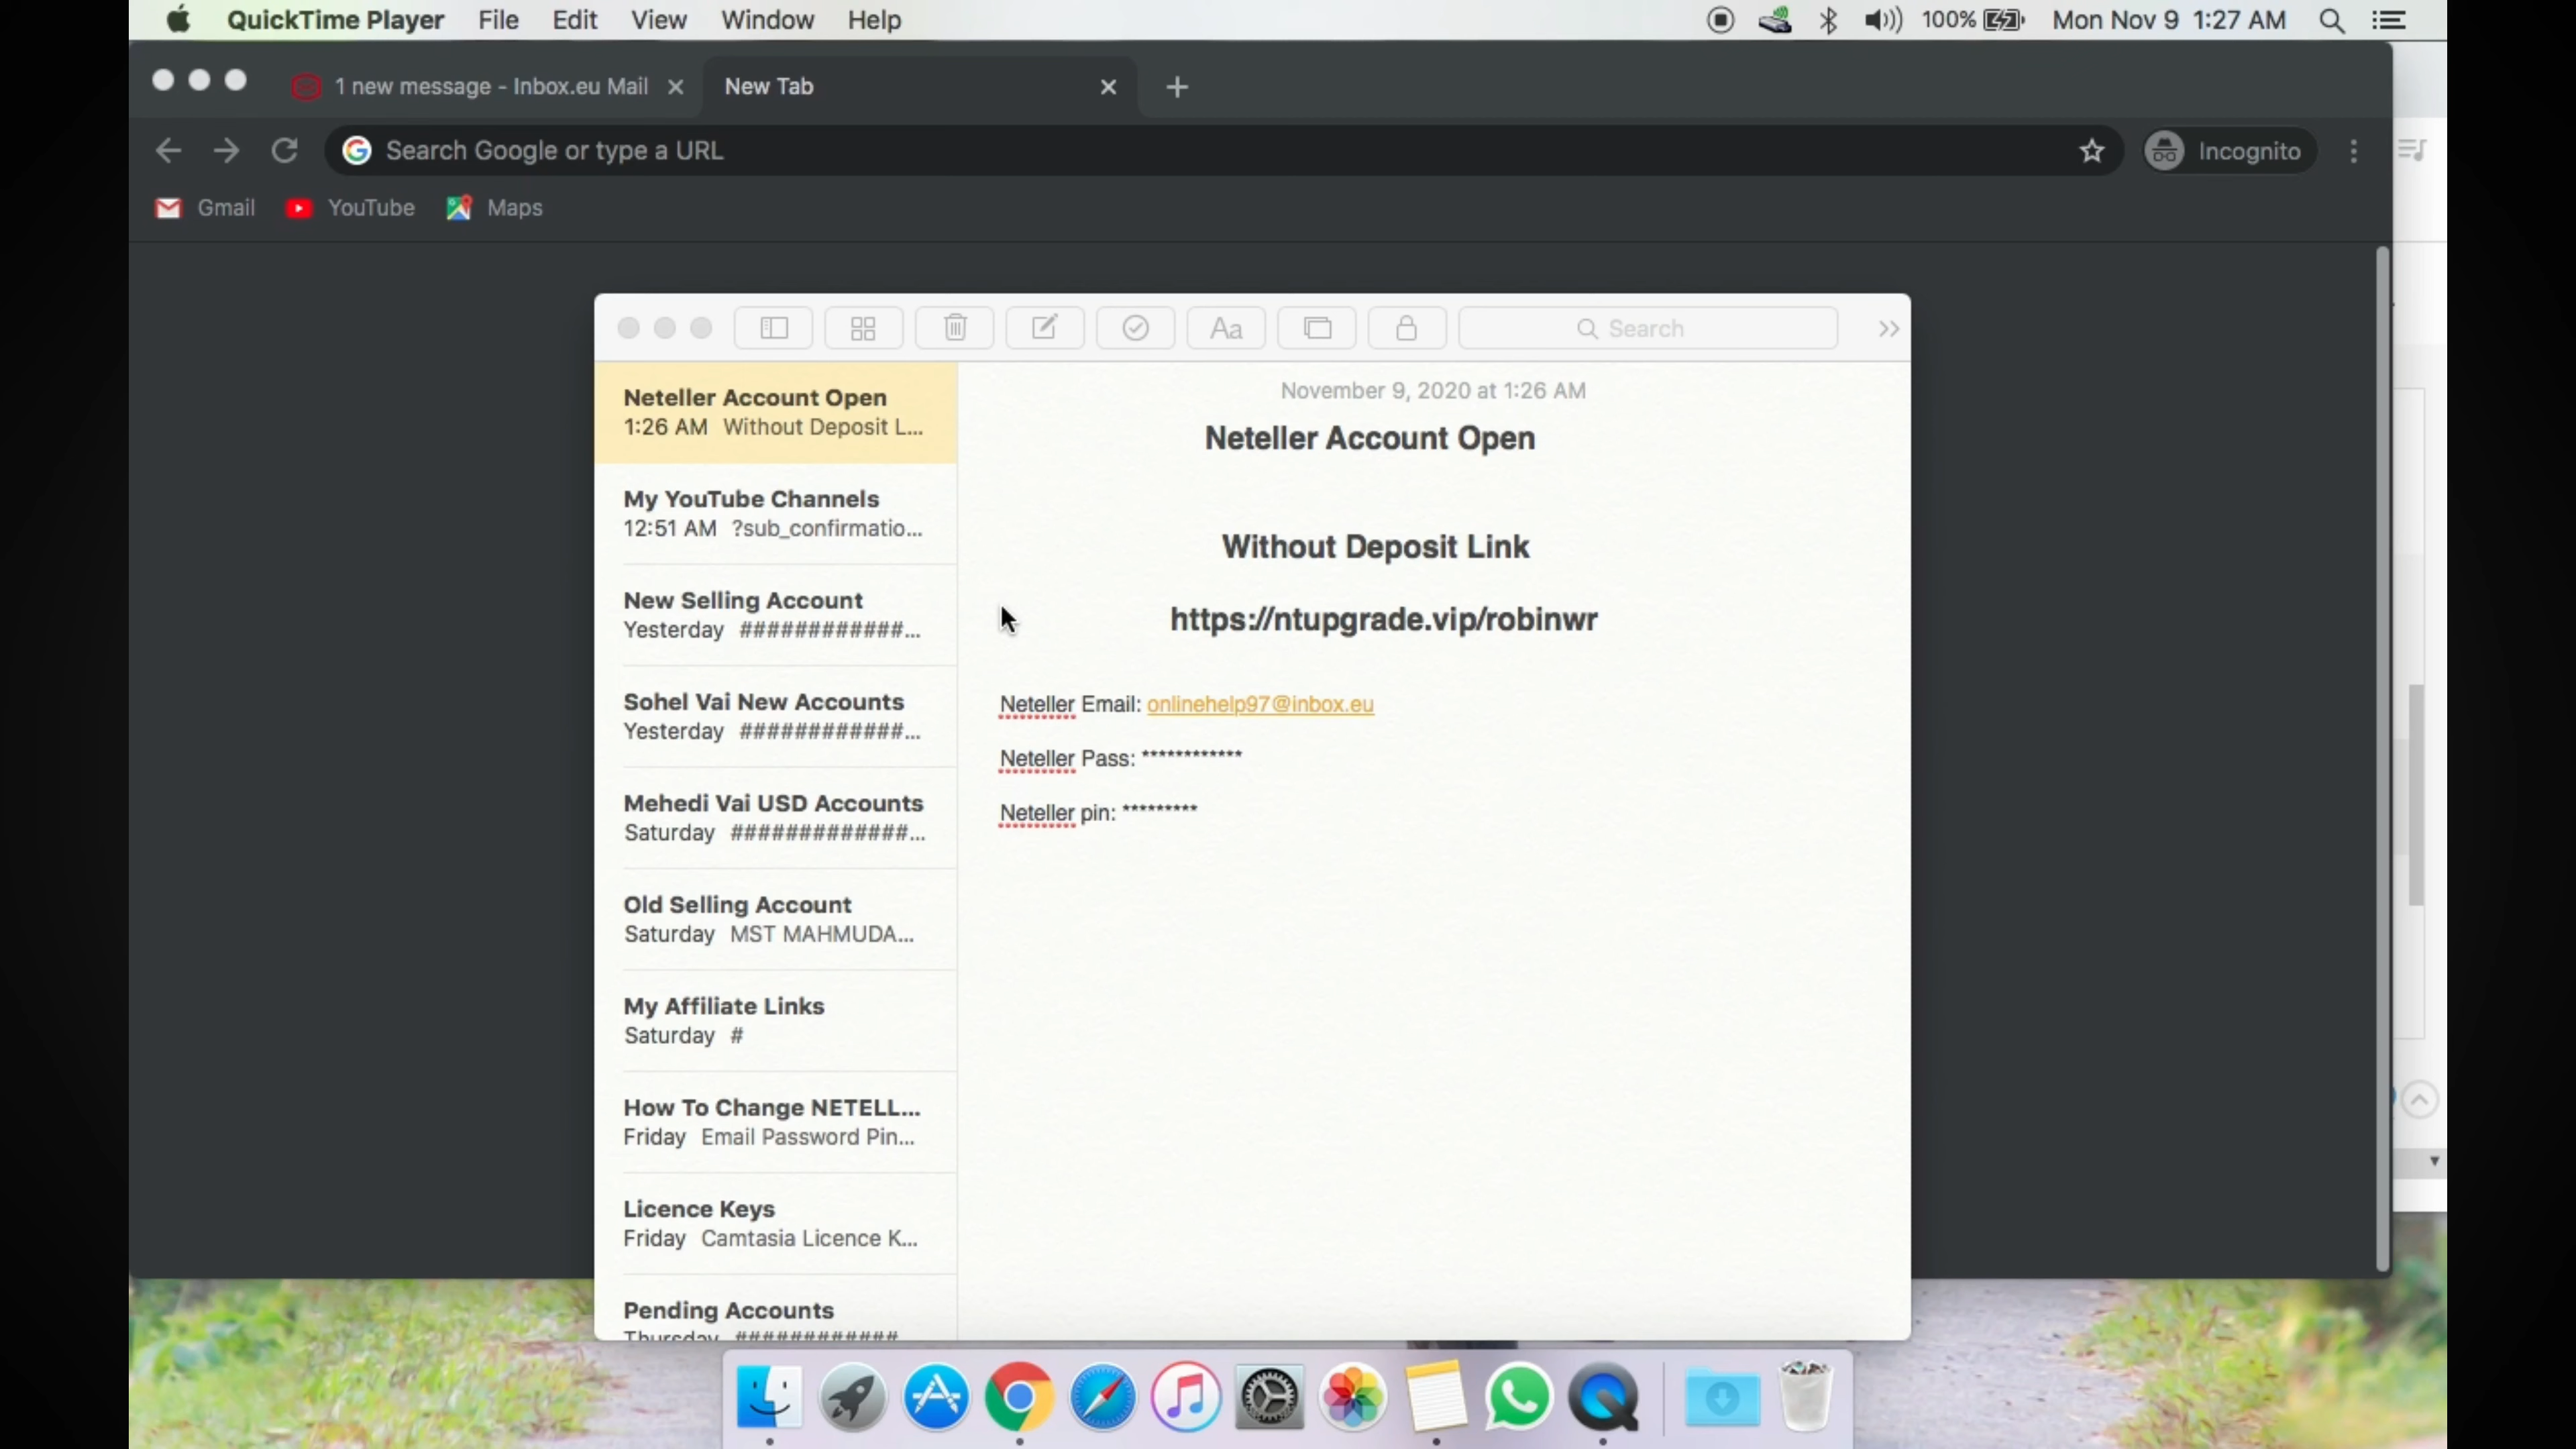 QuickTime Player File Edit View Window Help 100% Mon Nov 9 1:27 AM
1 new message - Inbox.eu Mail New Tab
Search Google or type a URL Incognito
Gmail YouTube Maps
Aa Search
Neteller Account Open
1:26 AM Without Deposit L...
My YouTube Channels
12:51 AM ?sub_confirmatio...
New Selling Account
Yesterday ############...
Sohel Vai New Accounts
Yesterday ############...
Mehedi Vai USD Accounts
Saturday #############...
Old Selling Account
Saturday MST MAHMUDA...
My Affiliate Links
Saturday #
How To Change NETELL...
Friday Email Password Pin...
Licence Keys
Friday Camtasia Licence K...
Pending Accounts
Thursday ############
November 9, 2020 at 1:26 AM
Neteller Account Open
Without Deposit Link
https://ntupgrade.vip/robinwr
Neteller Email: onlinehelp97@inbox.eu
Neteller Pass: ************
Neteller pin: *********